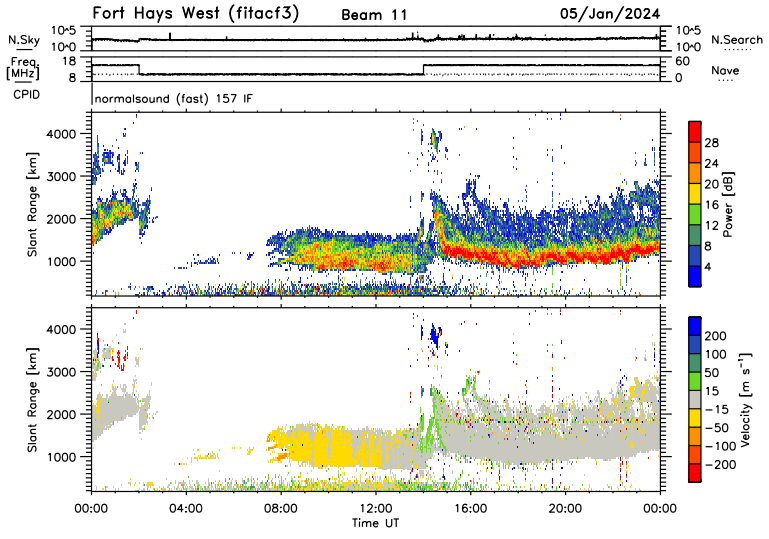 Fort Hays West (fitacf3) Beam 11 05/Jan/2024
N.Sky 10^5 10^0 10^5 10^0 N.Search
Freq. [MHz] 18 8 60 0 Nave
CPID normalsound (fast) 157 IF
4000
3000
2000
1000
Slant Range [km]
28
24
20
16
12
8
4
Power [dB]
4000
3000
2000
1000
Slant Range [km]
200
100
50
15
-15
-50
-100
-200
Velocity [m s⁻¹]
00:00 04:00 08:00 12:00 16:00 20:00 00:00
Time UT